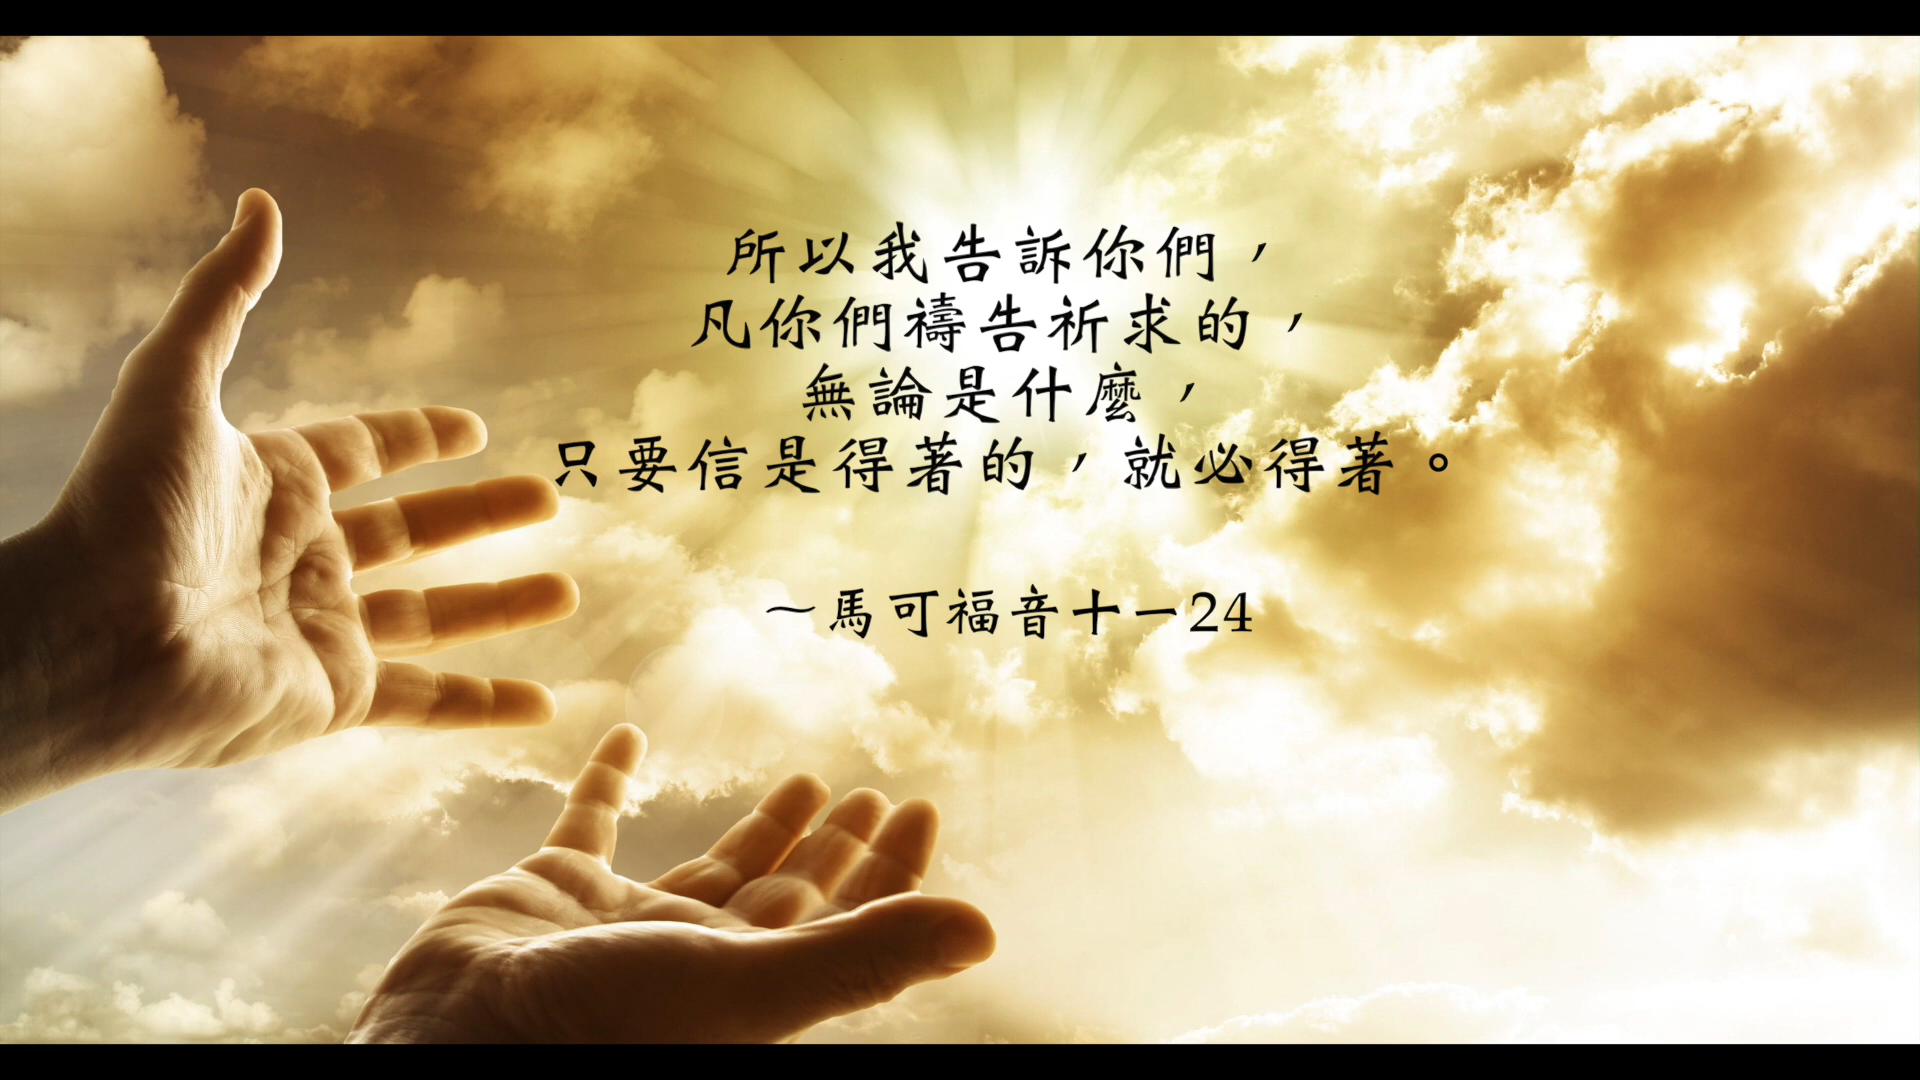 所以我告訴你們，
凡你們禱告祈求的，
無論是什麼，
只要信是得著的，就必得著。
～馬可福音十一24